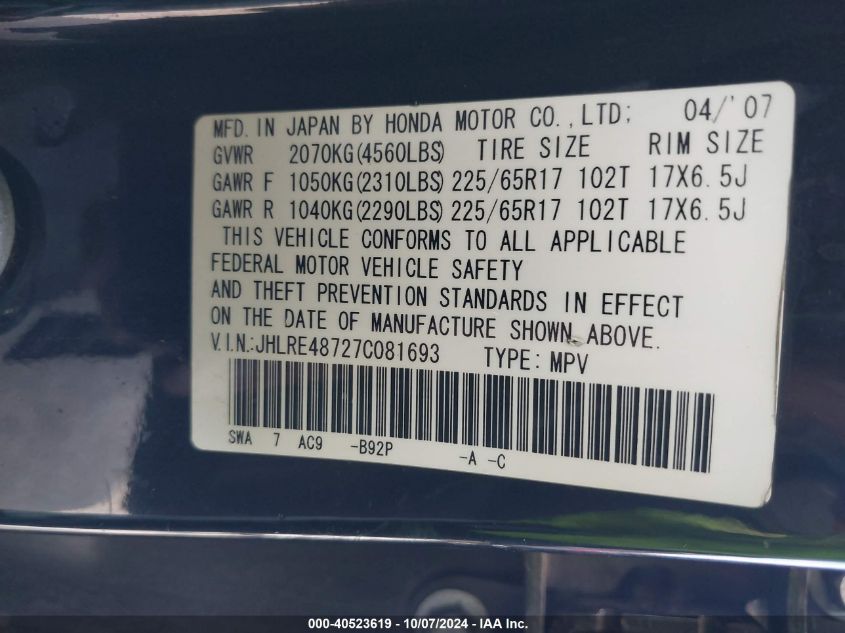 MFD. IN JAPAN BY HONDA MOTOR CO.,LTD; 04/'07
GVWR 2070KG(4560LBS) TIRE SIZE RIM SIZE
GAWR F 1050KG(2310LBS) 225/65R17 102T 17X6.5J
GAWR R 1040KG(2290LBS) 225/65R17 102T 17X6.5J
THIS VEHICLE CONFORMS TO ALL APPLICABLE
FEDERAL MOTOR VEHICLE SAFETY
AND THEFT PREVENTION STANDARDS IN EFFECT
ON THE DATE OF MANUFACTURE SHOWN ABOVE.
V.I.N.:JHLRE48727C081693 TYPE: MPV
SWA 7 AC9 -B92P -A -C
000-40523619 - 10/07/2024 - IAA Inc.